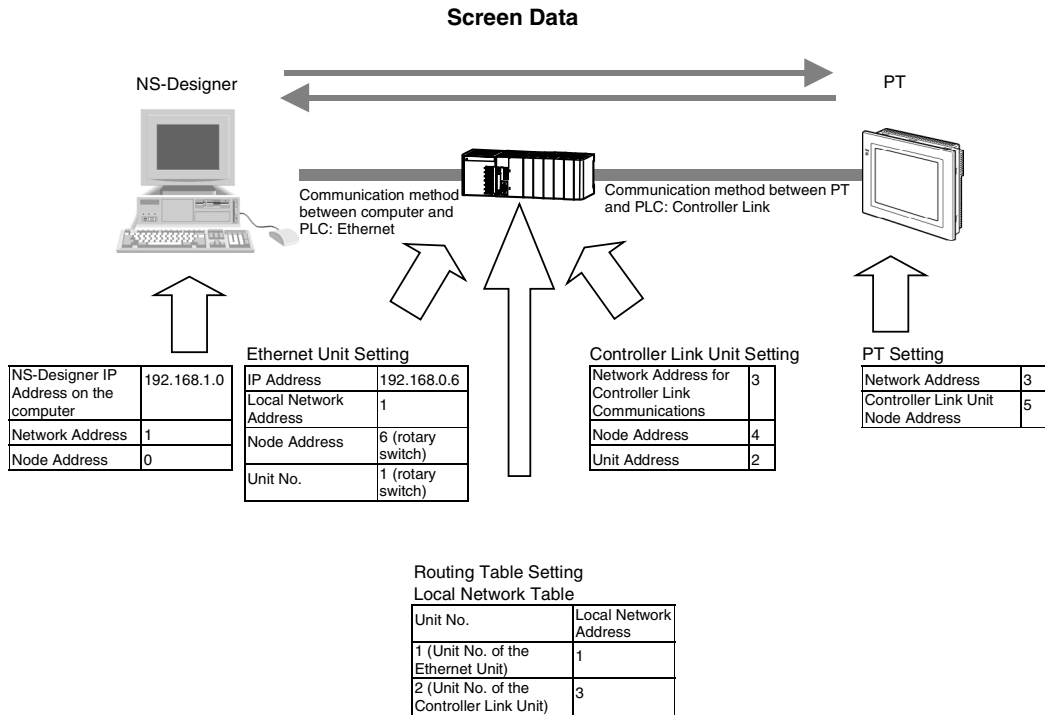 Screen Data
NS-Designer
PT
Communication method
between computer and
PLC: Ethernet
Communication method between PT
and PLC: Controller Link
NS-Designer IP
Address on the
computer
192.168.1.0
Network Address
1
Node Address
0
Ethernet Unit Setting
IP Address
192.168.0.6
Local Network
Address
1
Node Address
6 (rotary
switch)
Unit No.
1 (rotary
switch)
Controller Link Unit Setting
Network Address for
Controller Link
Communications
3
Node Address
4
Unit Address
2
PT Setting
Network Address
3
Controller Link Unit
Node Address
5
Routing Table Setting
Local Network Table
Unit No.
Local Network
Address
1 (Unit No. of the
Ethernet Unit)
1
2 (Unit No. of the
Controller Link Unit)
3